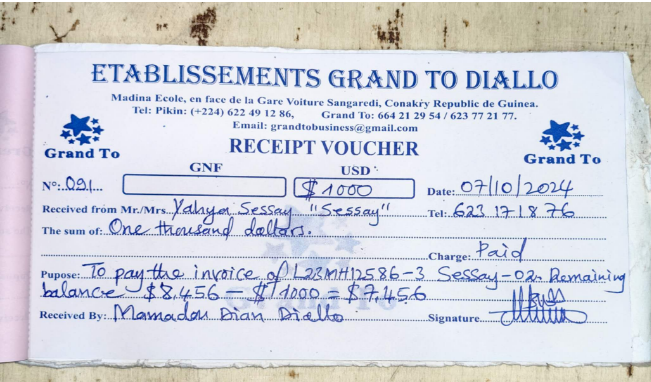 ETABLISSEMENTS GRAND TO DIALLO
Madina Ecole, en face de la Gare Voiture Sangaredi, Conakry Republic de Guinea.
Tel: Pikin: (+224) 622 49 12 86, Grand To: 664 21 29 54 / 623 77 21 77.
Email: grandtobusiness@gmail.com
Grand To RECEIPT VOUCHER Grand To
GNF USD
N°: 091 $1000 Date: 07/10/2024
Received from Mr./Mrs. Yahya Sessay "Sessay" Tel: 623 17 18 76
The sum of: One thousand dollars.
Charge: Paid
Pupose: To pay the invoice of L23MH12586-3 Sessay-02. Remaining
balance $8,456 - $1000 = $7,456
Grand To
Received By: Mamadou Dian Diallo Signature